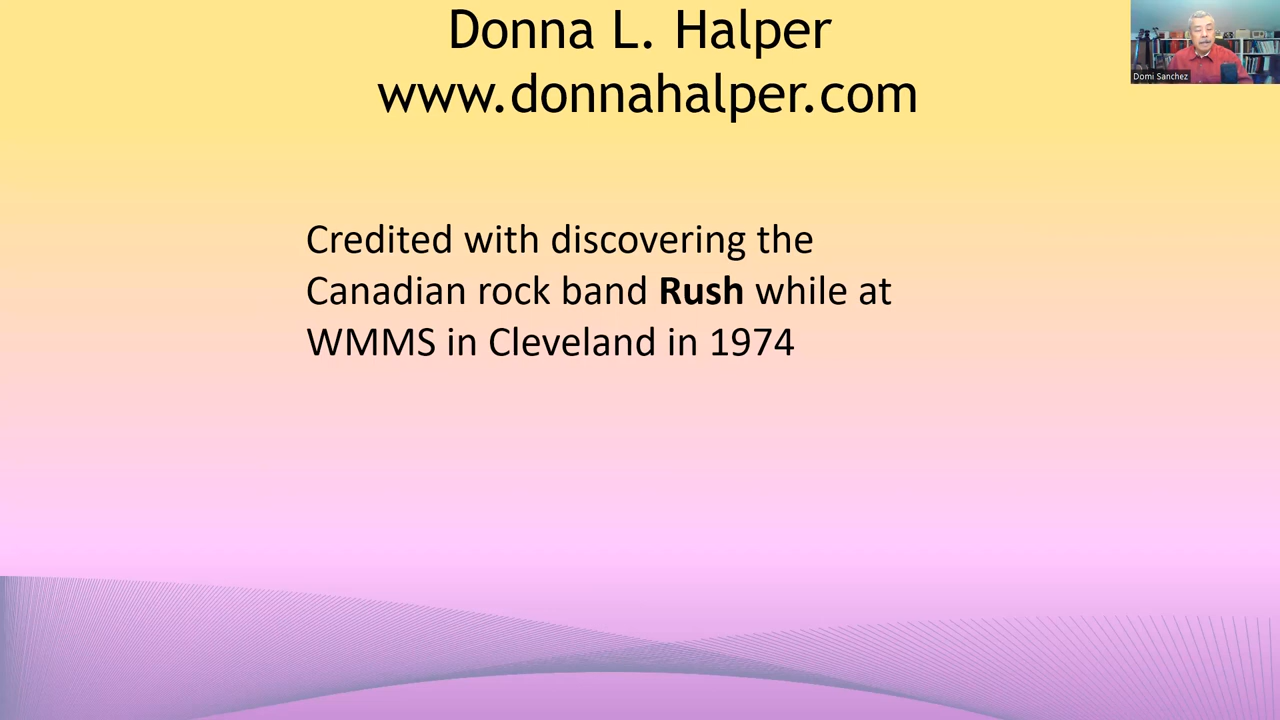 Donna L. Halper
www.donnahalper.com
Domi Sanchez
Credited with discovering the
Canadian rock band Rush while at
WMMS in Cleveland in 1974